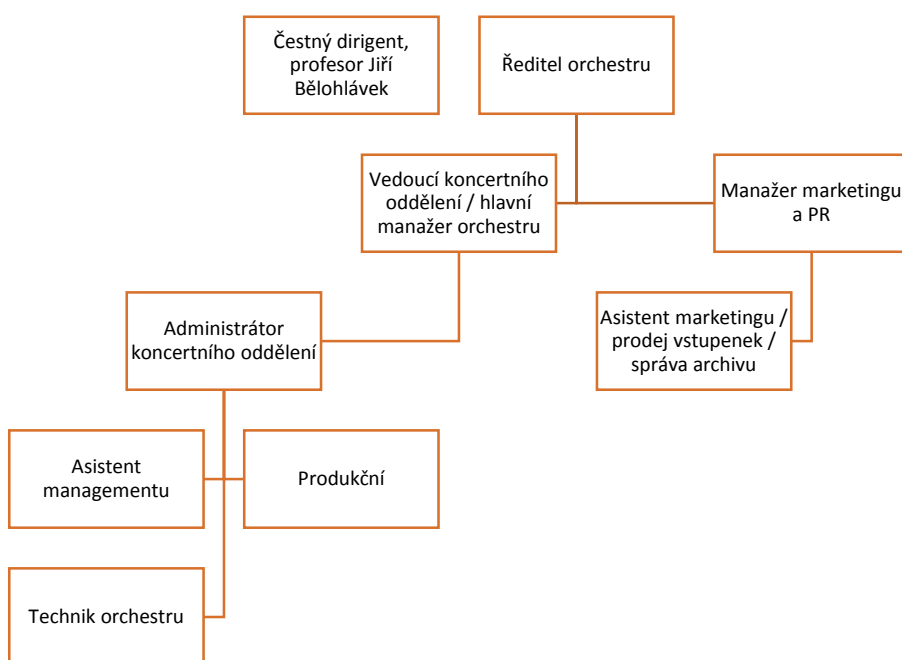 Čestný dirigent,
profesor Jiří
Bělohlávek
Ředitel orchestru
Vedoucí koncertního
oddělení / hlavní
manažer orchestru
Manažer marketingu
a PR
Administrátor
koncertního oddělení
Asistent marketingu /
prodej vstupenek /
správa archivu
Asistent
managementu
Produkční
Technik orchestru